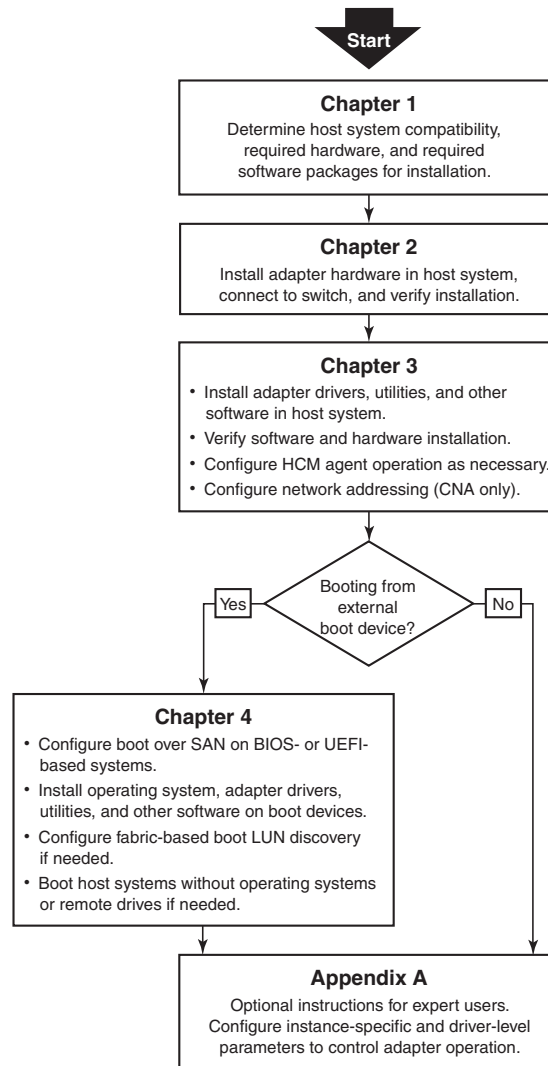 Start
Chapter 1
Determine host system compatibility,
required hardware, and required
software packages for installation.
Chapter 2
Install adapter hardware in host system,
connect to switch, and verify installation.
Chapter 3
• Install adapter drivers, utilities, and other
software in host system.
• Verify software and hardware installation.
• Configure HCM agent operation as necessary.
• Configure network addressing (CNA only).
Booting from
external
boot device?
Yes
No
Chapter 4
• Configure boot over SAN on BIOS- or UEFI-
based systems.
• Install operating system, adapter drivers,
utilities, and other software on boot devices.
• Configure fabric-based boot LUN discovery
if needed.
• Boot host systems without operating systems
or remote drives if needed.
Appendix A
Optional instructions for expert users.
Configure instance-specific and driver-level
parameters to control adapter operation.